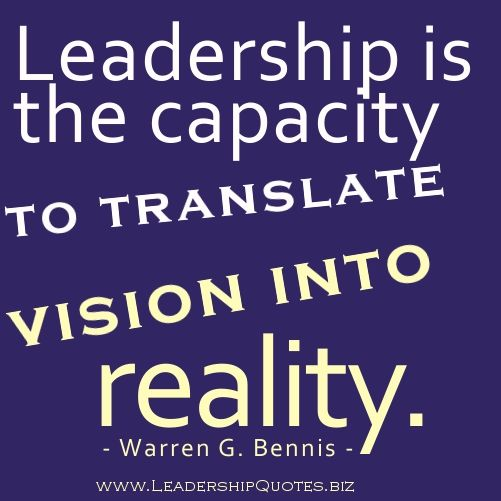 Leadership is
the capacity
TO TRANSLATE
VISION INTO
reality.
- Warren G. Bennis -
WWW.LEADERSHIPQUOTES.BIZ